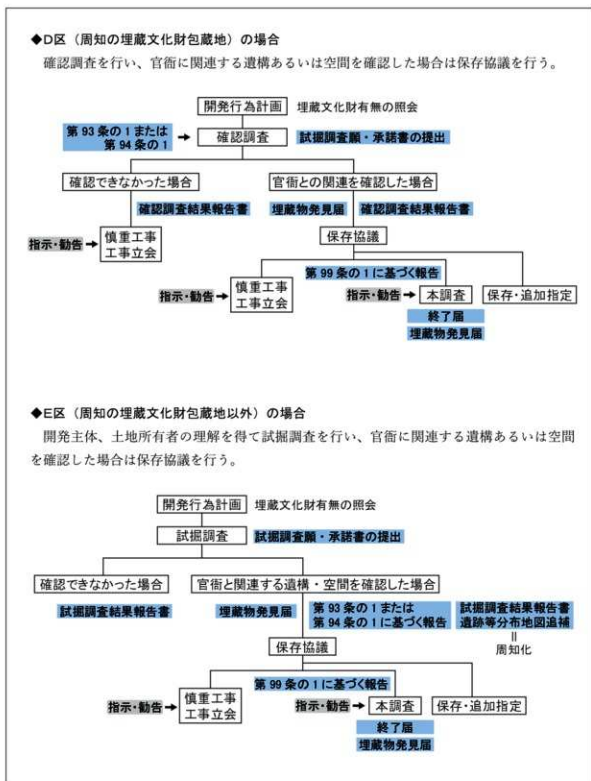 ◆D区（周知の埋蔵文化財包蔵地）の場合
確認調査を行い、官衙に関連する遺構あるいは空間を確認した場合は保存協議を行う。
開発行為計画 埋蔵文化財有無の照会
第93条の1または
第94条の1
→ 確認調査 試掘調査願・承諾書の提出
確認できなかった場合 官衙との関連を確認した場合
確認調査結果報告書 埋蔵物発見届 確認調査結果報告書
指示・勧告→ 慎重工事
工事立会
保存協議
第99条の1に基づく報告
指示・勧告→ 慎重工事
工事立会
指示・勧告→ 本調査 保存・追加指定
終了届
埋蔵物発見届
◆E区（周知の埋蔵文化財包蔵地以外）の場合
開発主体、土地所有者の理解を得て試掘調査を行い、官衙に関連する遺構あるいは空間
を確認した場合は保存協議を行う。
開発行為計画 埋蔵文化財有無の照会
試掘調査 試掘調査願・承諾書の提出
確認できなかった場合 官衙と関連する遺構・空間を確認した場合
試掘調査結果報告書 埋蔵物発見届
第93条の1または
第94条の1に基づく報告
試掘調査結果報告書
遺跡等分布地図追補
＝
周知化
保存協議
第99条の1に基づく報告
指示・勧告→ 慎重工事
工事立会
指示・勧告→ 本調査 保存・追加指定
終了届
埋蔵物発見届